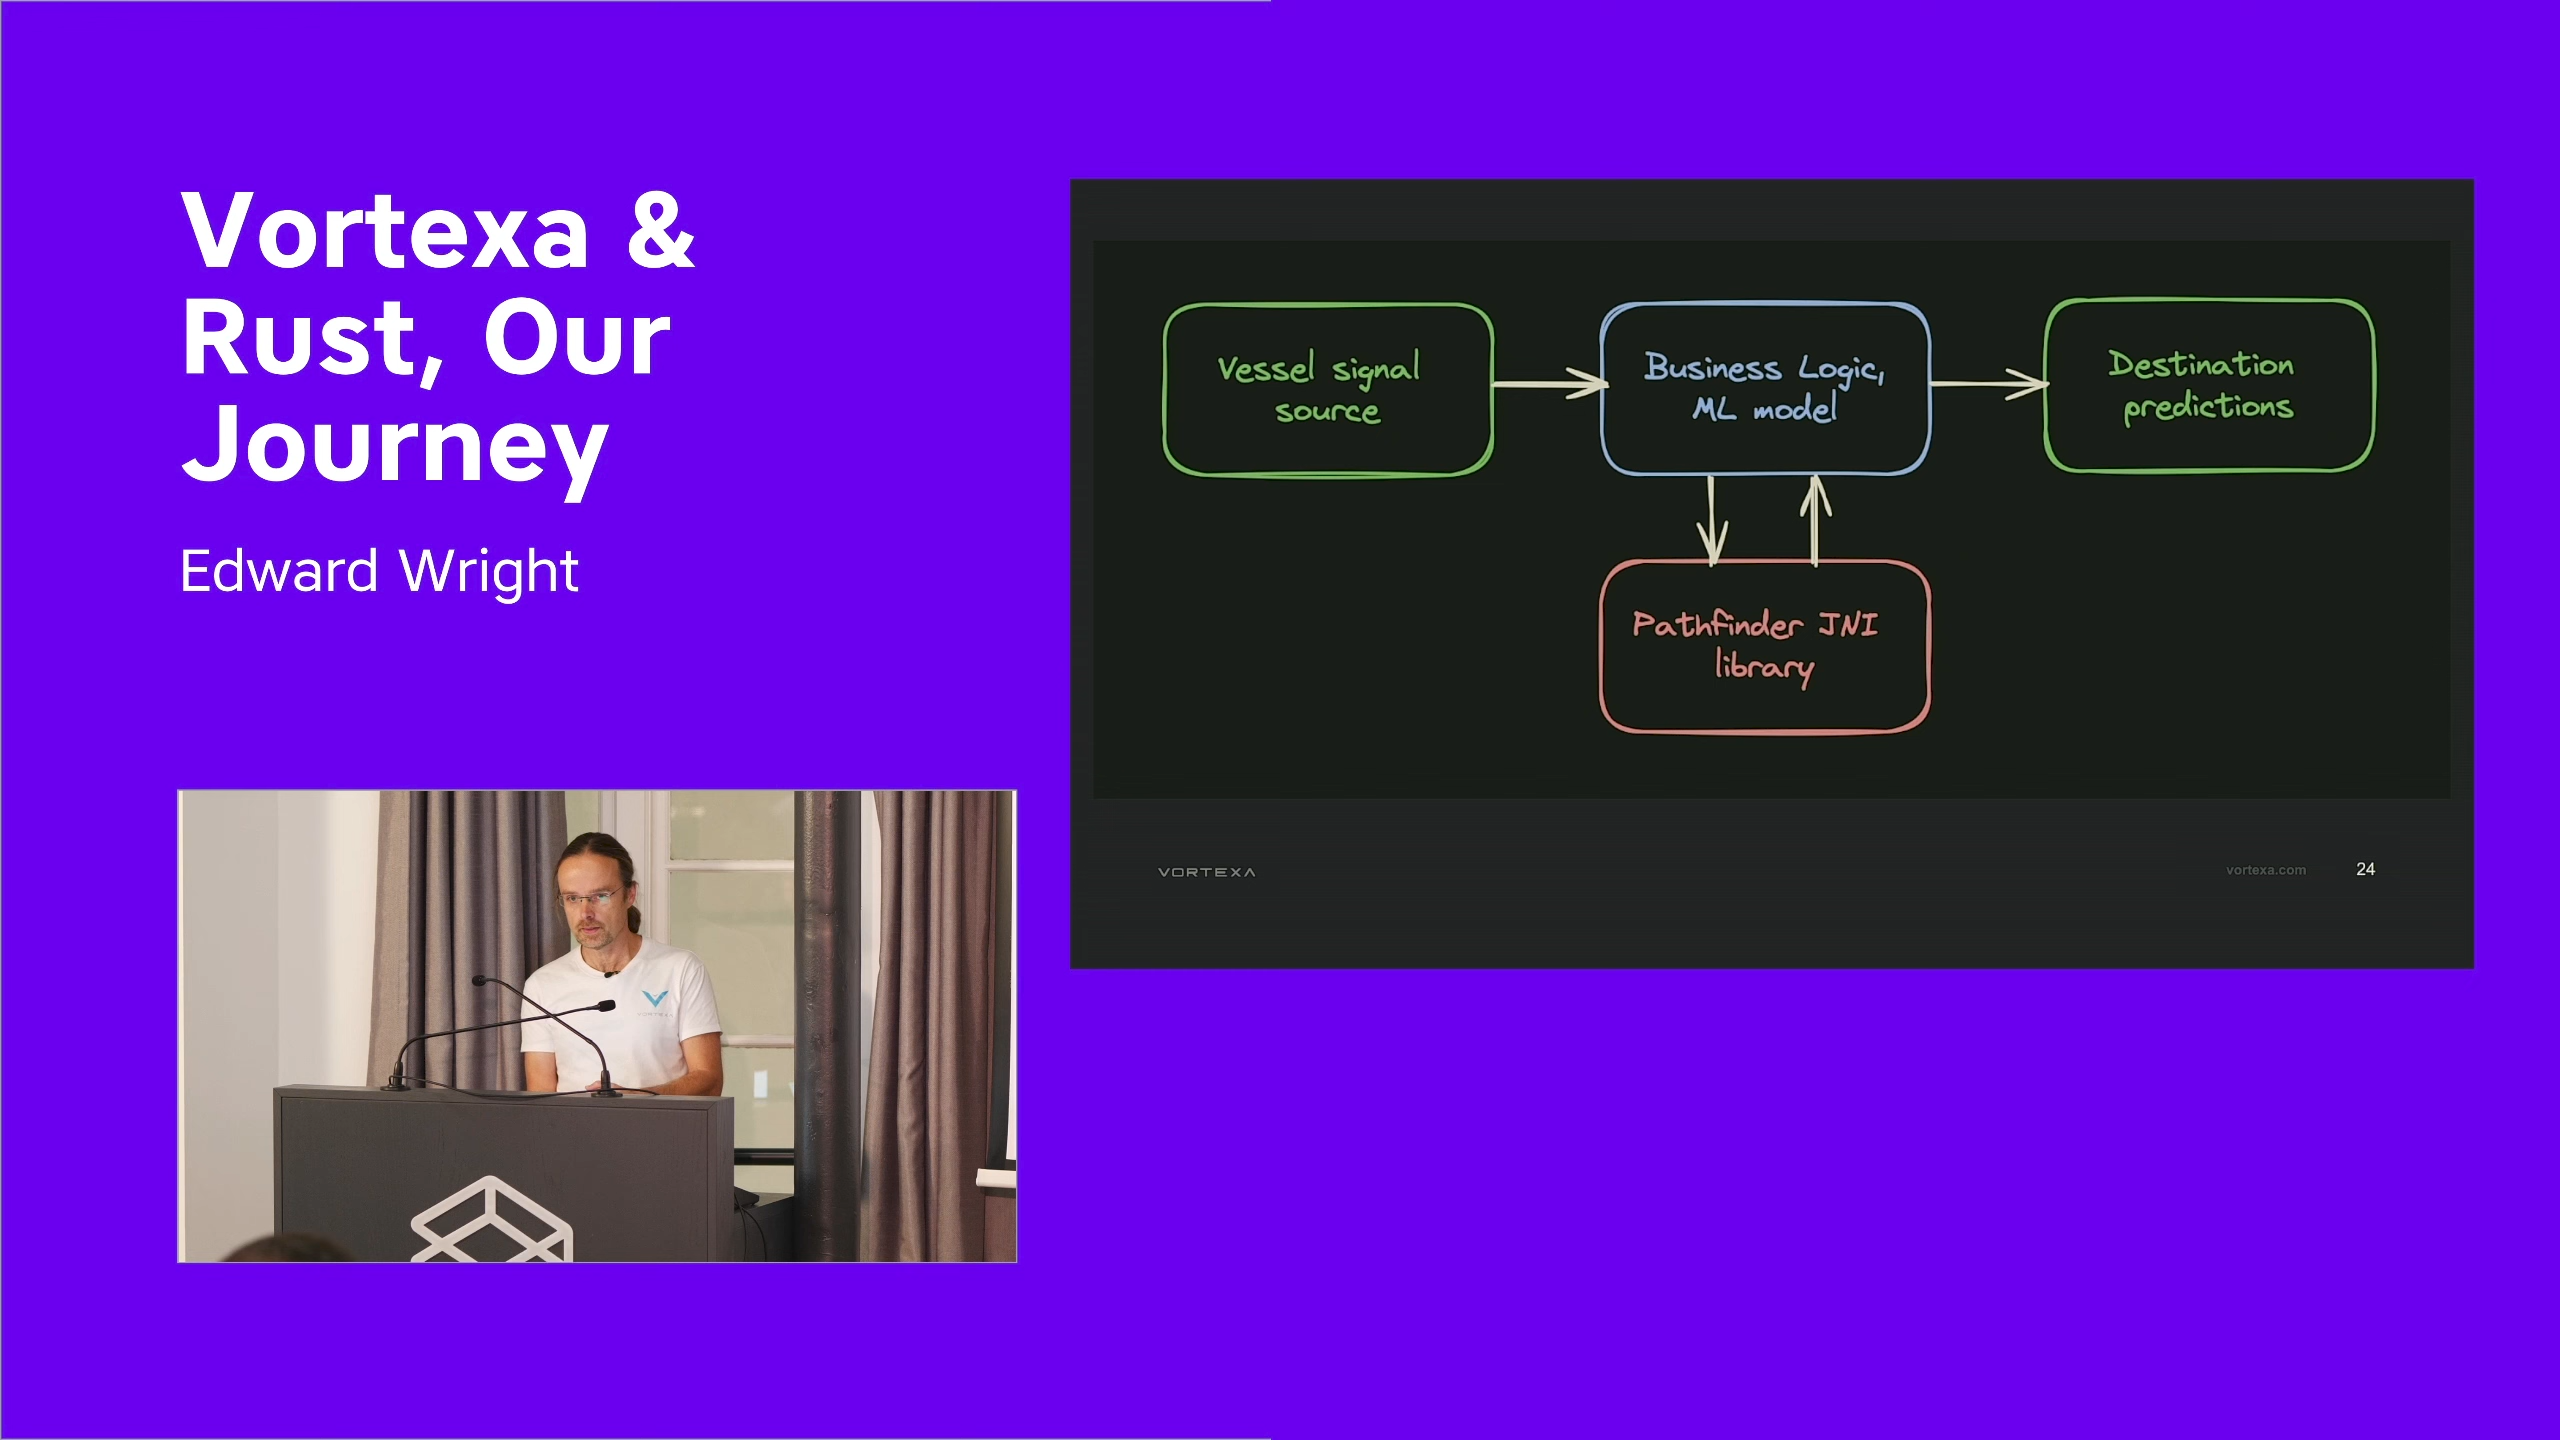 Vortexa &
Rust, Our
Journey
Edward Wright
Vessel signal
source
Business Logic,
ML model
Destination
predictions
Pathfinder JNI
library
VORTEXA
vortexa.com
24
VORTEXA